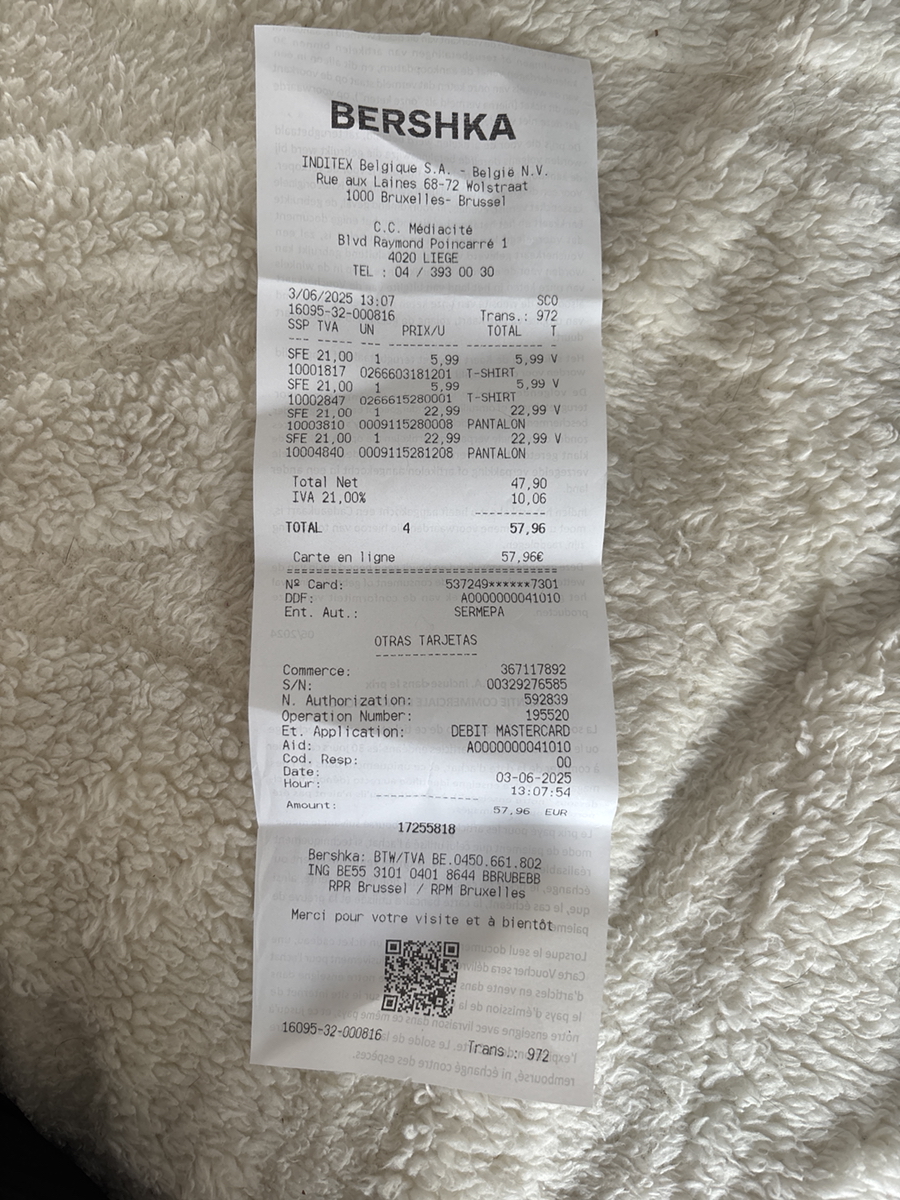 BERSHKA
INDITEX Belgique S.A. - België N.V.
Rue aux Laines 68-72 Wolstraat
1000 Bruxelles- Brussel
C.C. Médiacité
Blvd Raymond Poincarré 1
4020 LIEGE
TEL : 04 / 393 00 30
3/06/2025 13:07 SCO
16095-32-000816 Trans.: 972
SSP TVA UN PRIX/U TOTAL T
--- ---- --- --------- --------- -
SFE 21,00 1 5,99 5,99 V
10001817 0266603181201 T-SHIRT
SFE 21,00 1 5,99 5,99 V
10002847 0266615280001 T-SHIRT
SFE 21,00 1 22,99 22,99 V
10003810 0009115280008 PANTALON
SFE 21,00 1 22,99 22,99 V
10004840 0009115281208 PANTALON
Total Net 47,90
IVA 21,00% 10,06
----------
TOTAL 4 57,96
Carte en ligne 57,96€
======================================
Nº Card: 537249******7301
DDF: A0000000041010
Ent. Aut.: SERMEPA
OTRAS TARJETAS
--------------
Commerce: 367117892
S/N: 00329276585
N. Authorization: 592839
Operation Number: 195520
Et. Application: DEBIT MASTERCARD
Aid: A0000000041010
Cod. Resp: 00
Date: 03-06-2025
Hour: 13:07:54
--------------
Amount: 57,96 EUR
17255818
Bershka: BTW/TVA BE.0450.661.802
ING BE55 3101 0401 8644 BBRUBEBB
RPR Brussel / RPM Bruxelles
Merci pour votre visite et à bientôt
16095-32-000816 Trans.: 972